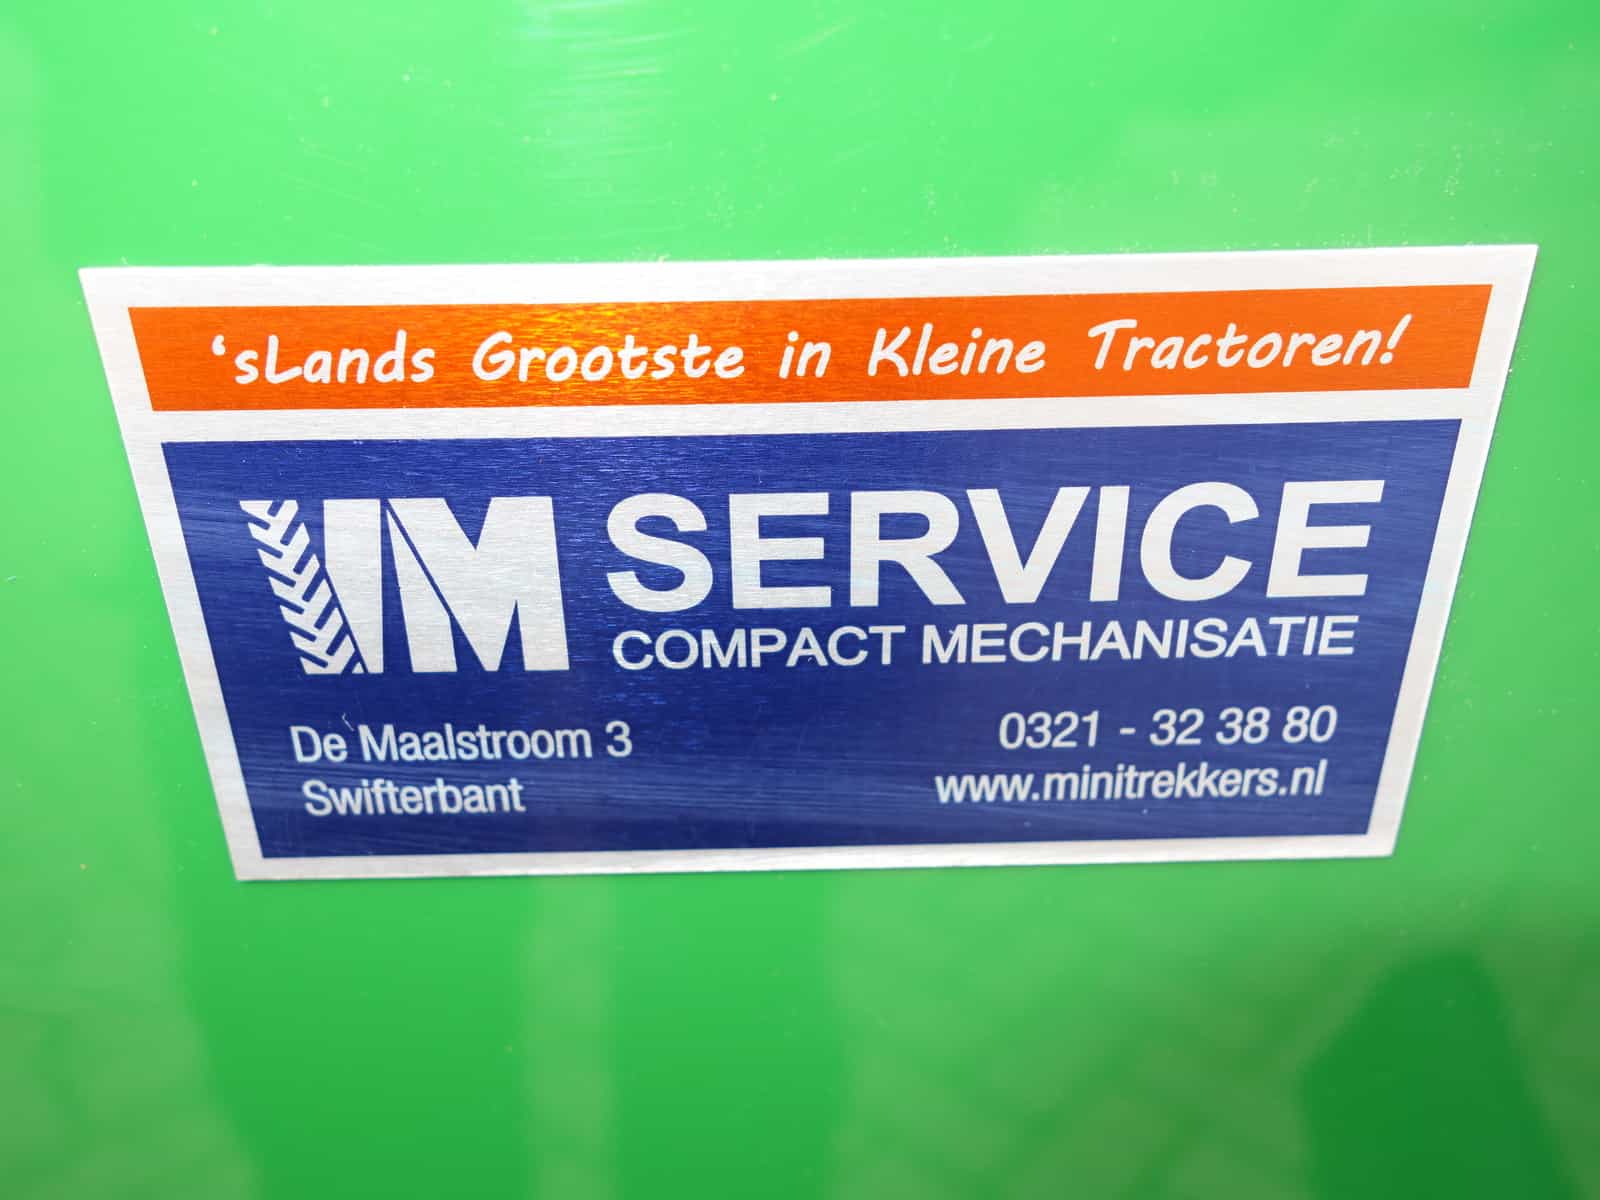 'sLands Grootste in Kleine Tractoren!
IM SERVICE
COMPACT MECHANISATIE
De Maalstroom 3
Swifterbant
0321 - 32 38 80
www.minitrekkers.nl